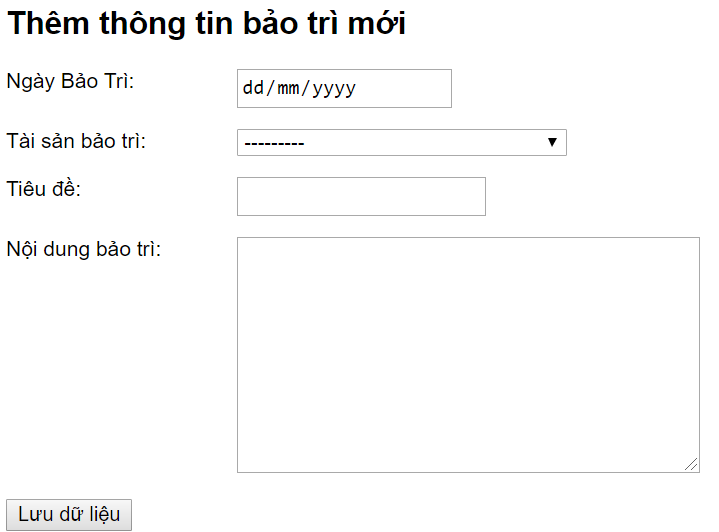 Thêm thông tin bảo trì mới
Ngày Bảo Trì: dd/mm/yyyy
Tài sản bảo trì: ---------
Tiêu đề:
Nội dung bảo trì:
Lưu dữ liệu